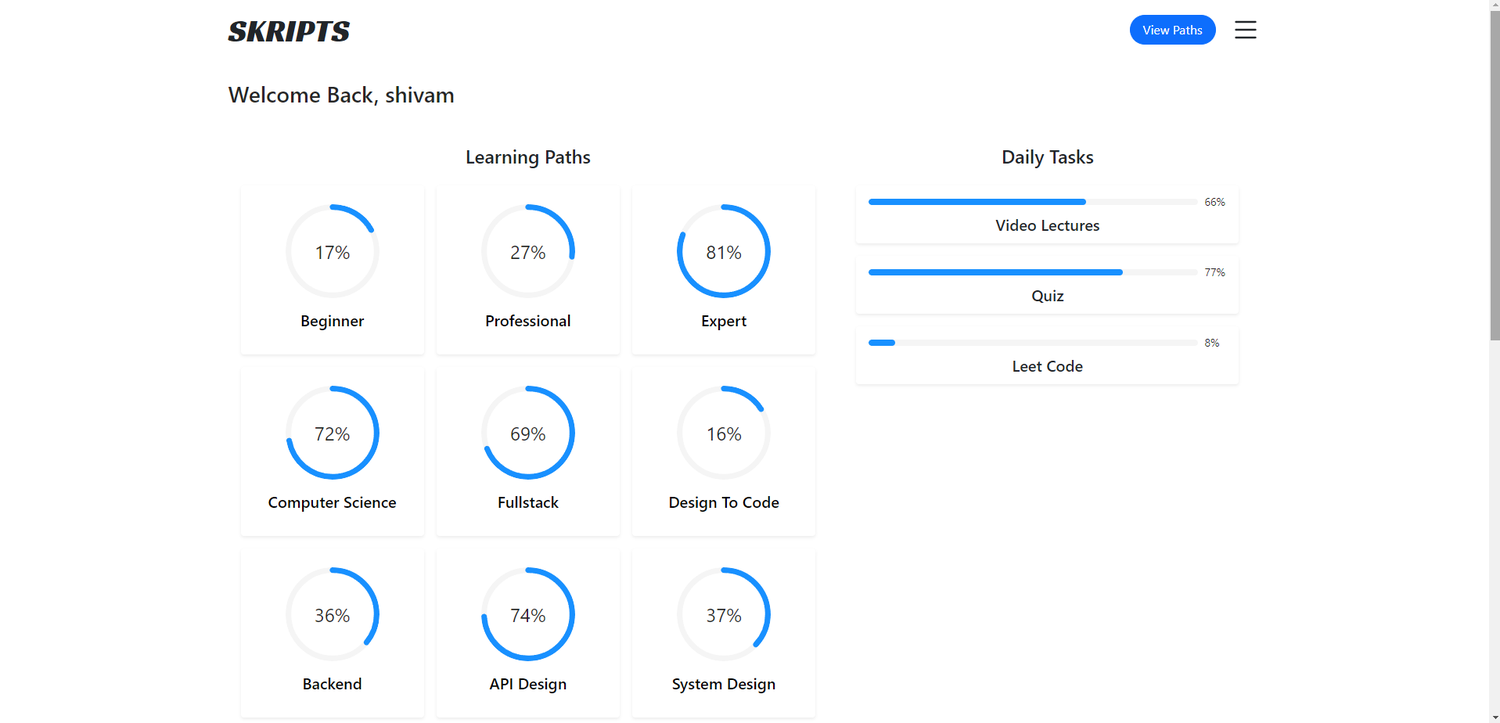 SKRIPTS
View Paths
Welcome Back, shivam
Learning Paths
17%
Beginner
27%
Professional
81%
Expert
72%
Computer Science
69%
Fullstack
16%
Design To Code
36%
Backend
74%
API Design
37%
System Design
Daily Tasks
66%
Video Lectures
77%
Quiz
8%
Leet Code